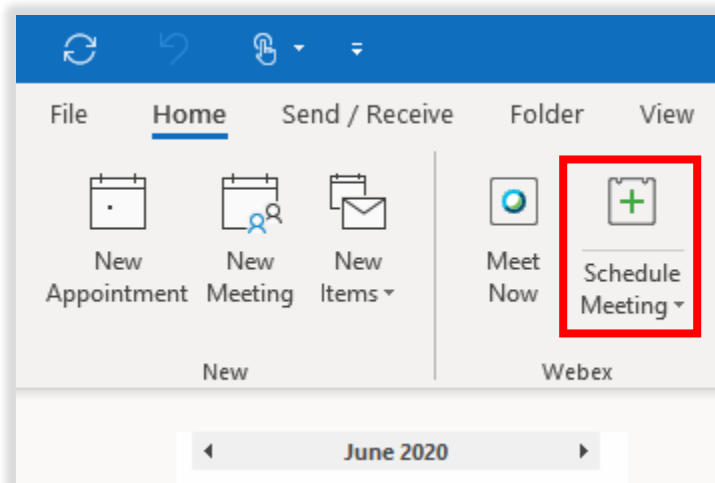 File Home Send / Receive Folder View
New Appointment
New Meeting
New Items
Meet Now
Schedule Meeting
New
Webex
June 2020